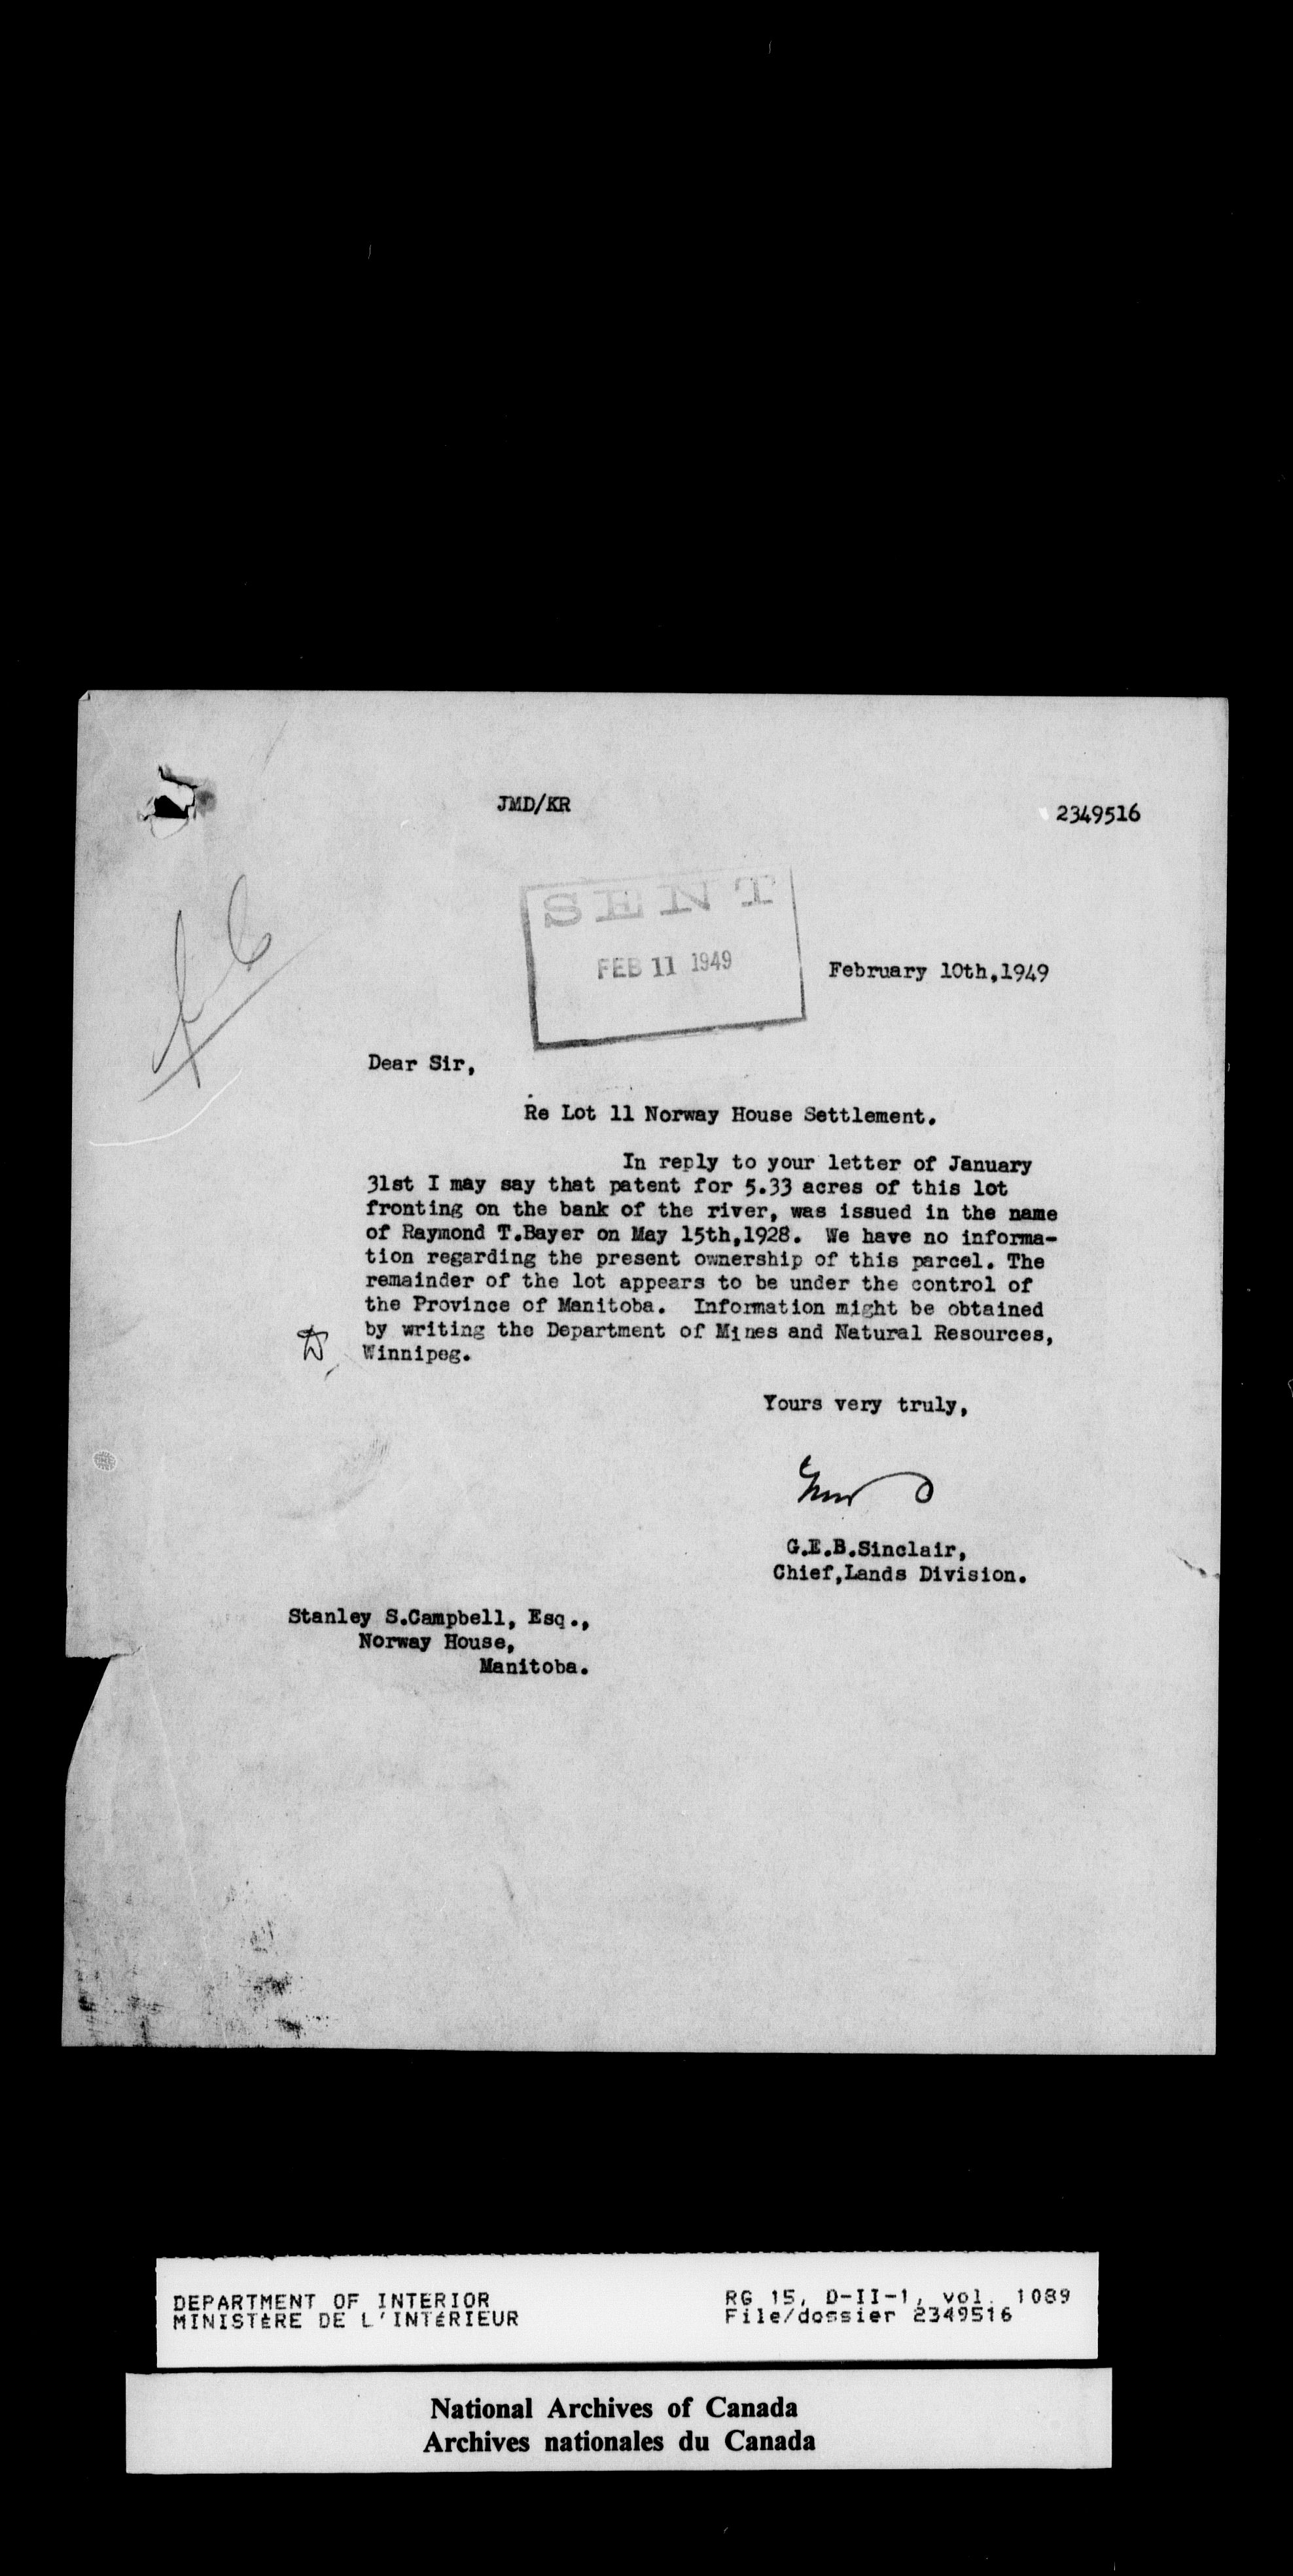 JMD/KR
2349516
SENT
FEB 11 1949
February 10th,1949
Dear Sir,
Re Lot 11 Norway House Settlement.
In reply to your letter of January
31st I may say that patent for 5.33 acres of this lot
fronting on the bank of the river, was issued in the name
of Raymond T.Bayer on May 15th,1928. We have no informa-
tion regarding the present ownership of this parcel. The
remainder of the lot appears to be under the control of
the Province of Manitoba. Information might be obtained
by writing the Department of Mines and Natural Resources,
Winnipeg.
Yours very truly,
G.E.B.Sinclair,
Chief,Lands Division.
Stanley S.Campbell, Esq.,
Norway House,
Manitoba.
DEPARTMENT OF INTERIOR
MINISTÈRE DE L'INTÉRIEUR
RG 15, D-II-1, vol. 1089
File/dossier 2349516
National Archives of Canada
Archives nationales du Canada